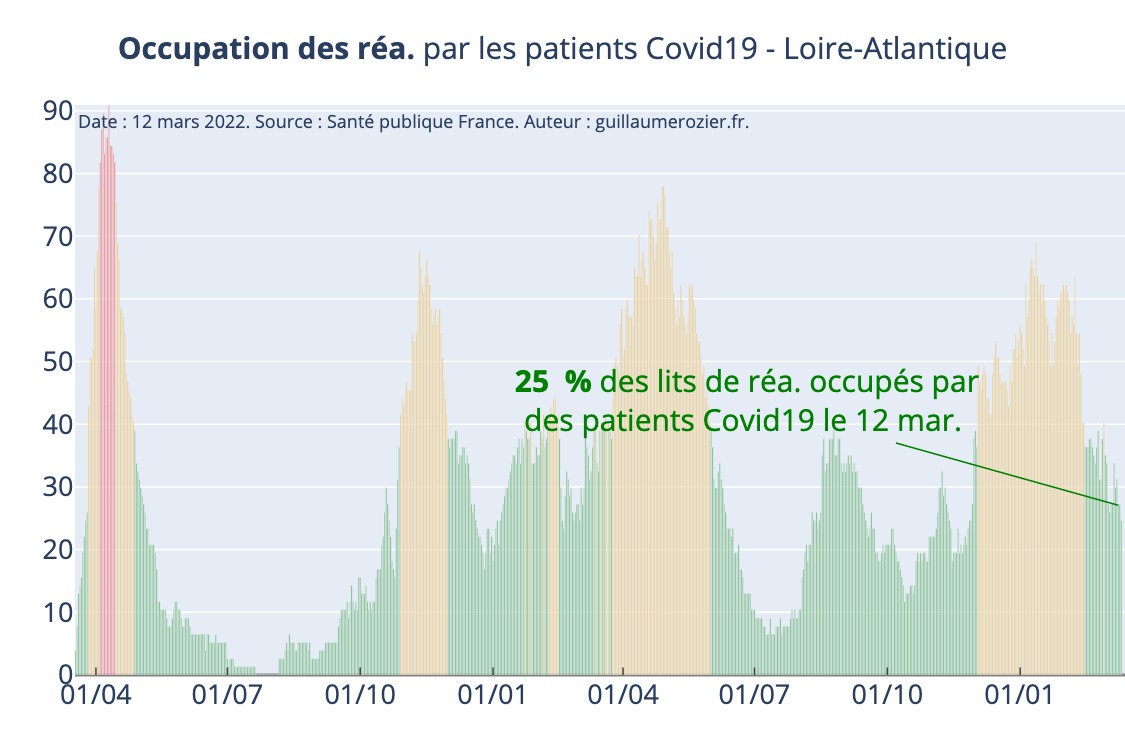 Occupation des réa. par les patients Covid19 - Loire-Atlantique
90
Date : 12 mars 2022. Source : Santé publique France. Auteur : guillaumerozier.fr.
80
70
60
50
25 % des lits de réa. occupés par
des patients Covid19 le 12 mar.
40
30
20
10
0
01/04 01/07 01/10 01/01 01/04 01/07 01/10 01/01